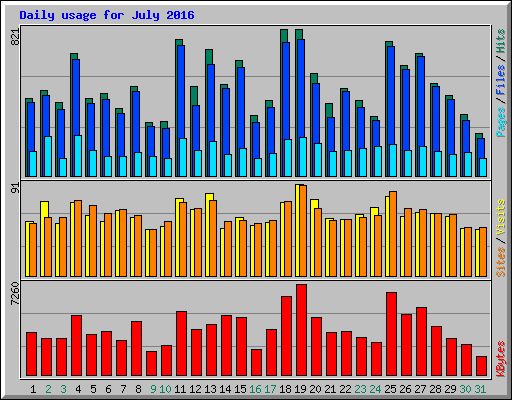 Daily usage for July 2016
821
Pages / Files / Hits
91
Sites / Visits
7260
KBytes
1 2 3 4 5 6 7 8 9 10 11 12 13 14 15 16 17 18 19 20 21 22 23 24 25 26 27 28 29 30 31